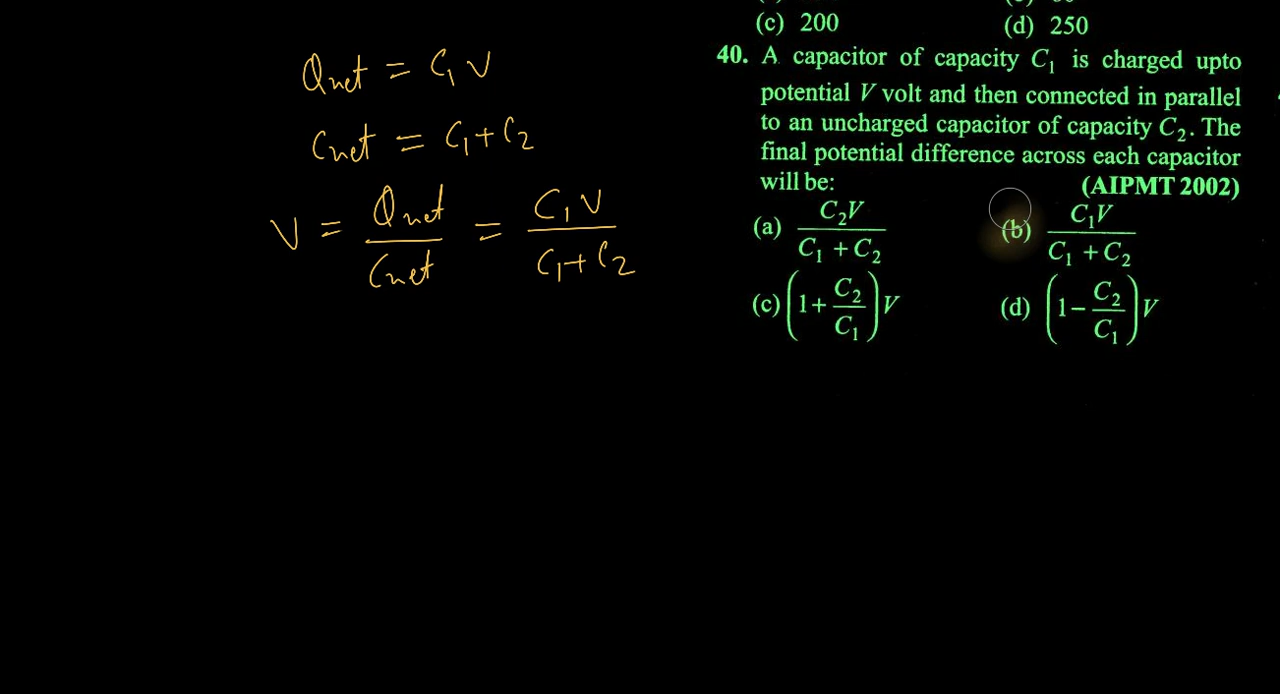 Qnet = C₁V
Cnet = C₁+C₂
V = Qnet/Cnet = C₁V/C₁+C₂
(c) 200 (d) 250
40. A capacitor of capacity C₁ is charged upto
potential V volt and then connected in parallel
to an uncharged capacitor of capacity C₂. The
final potential difference across each capacitor
will be: (AIPMT 2002)
(a) C₂V/C₁ + C₂ (b) C₁V/C₁ + C₂
(c) (1+C₂/C₁)V (d) (1−C₂/C₁)V